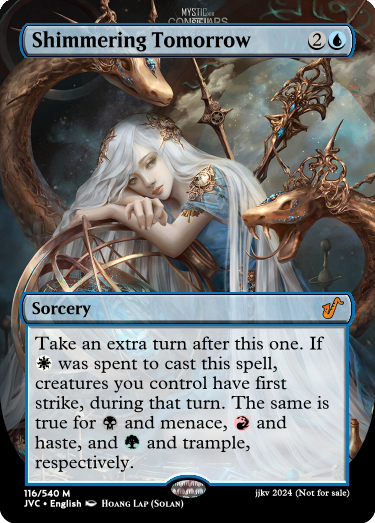 MYSTIC
CONSTELLARS
Shimmering Tomorrow 2
Sorcery
Take an extra turn after this one. If
was spent to cast this spell,
creatures you control have first
strike, during that turn. The same is
true for and menace, and
haste, and and trample,
respectively.
116/540 M
JVC • English HOANG LAP (SOLAN)
jjkv 2024 (Not for sale)